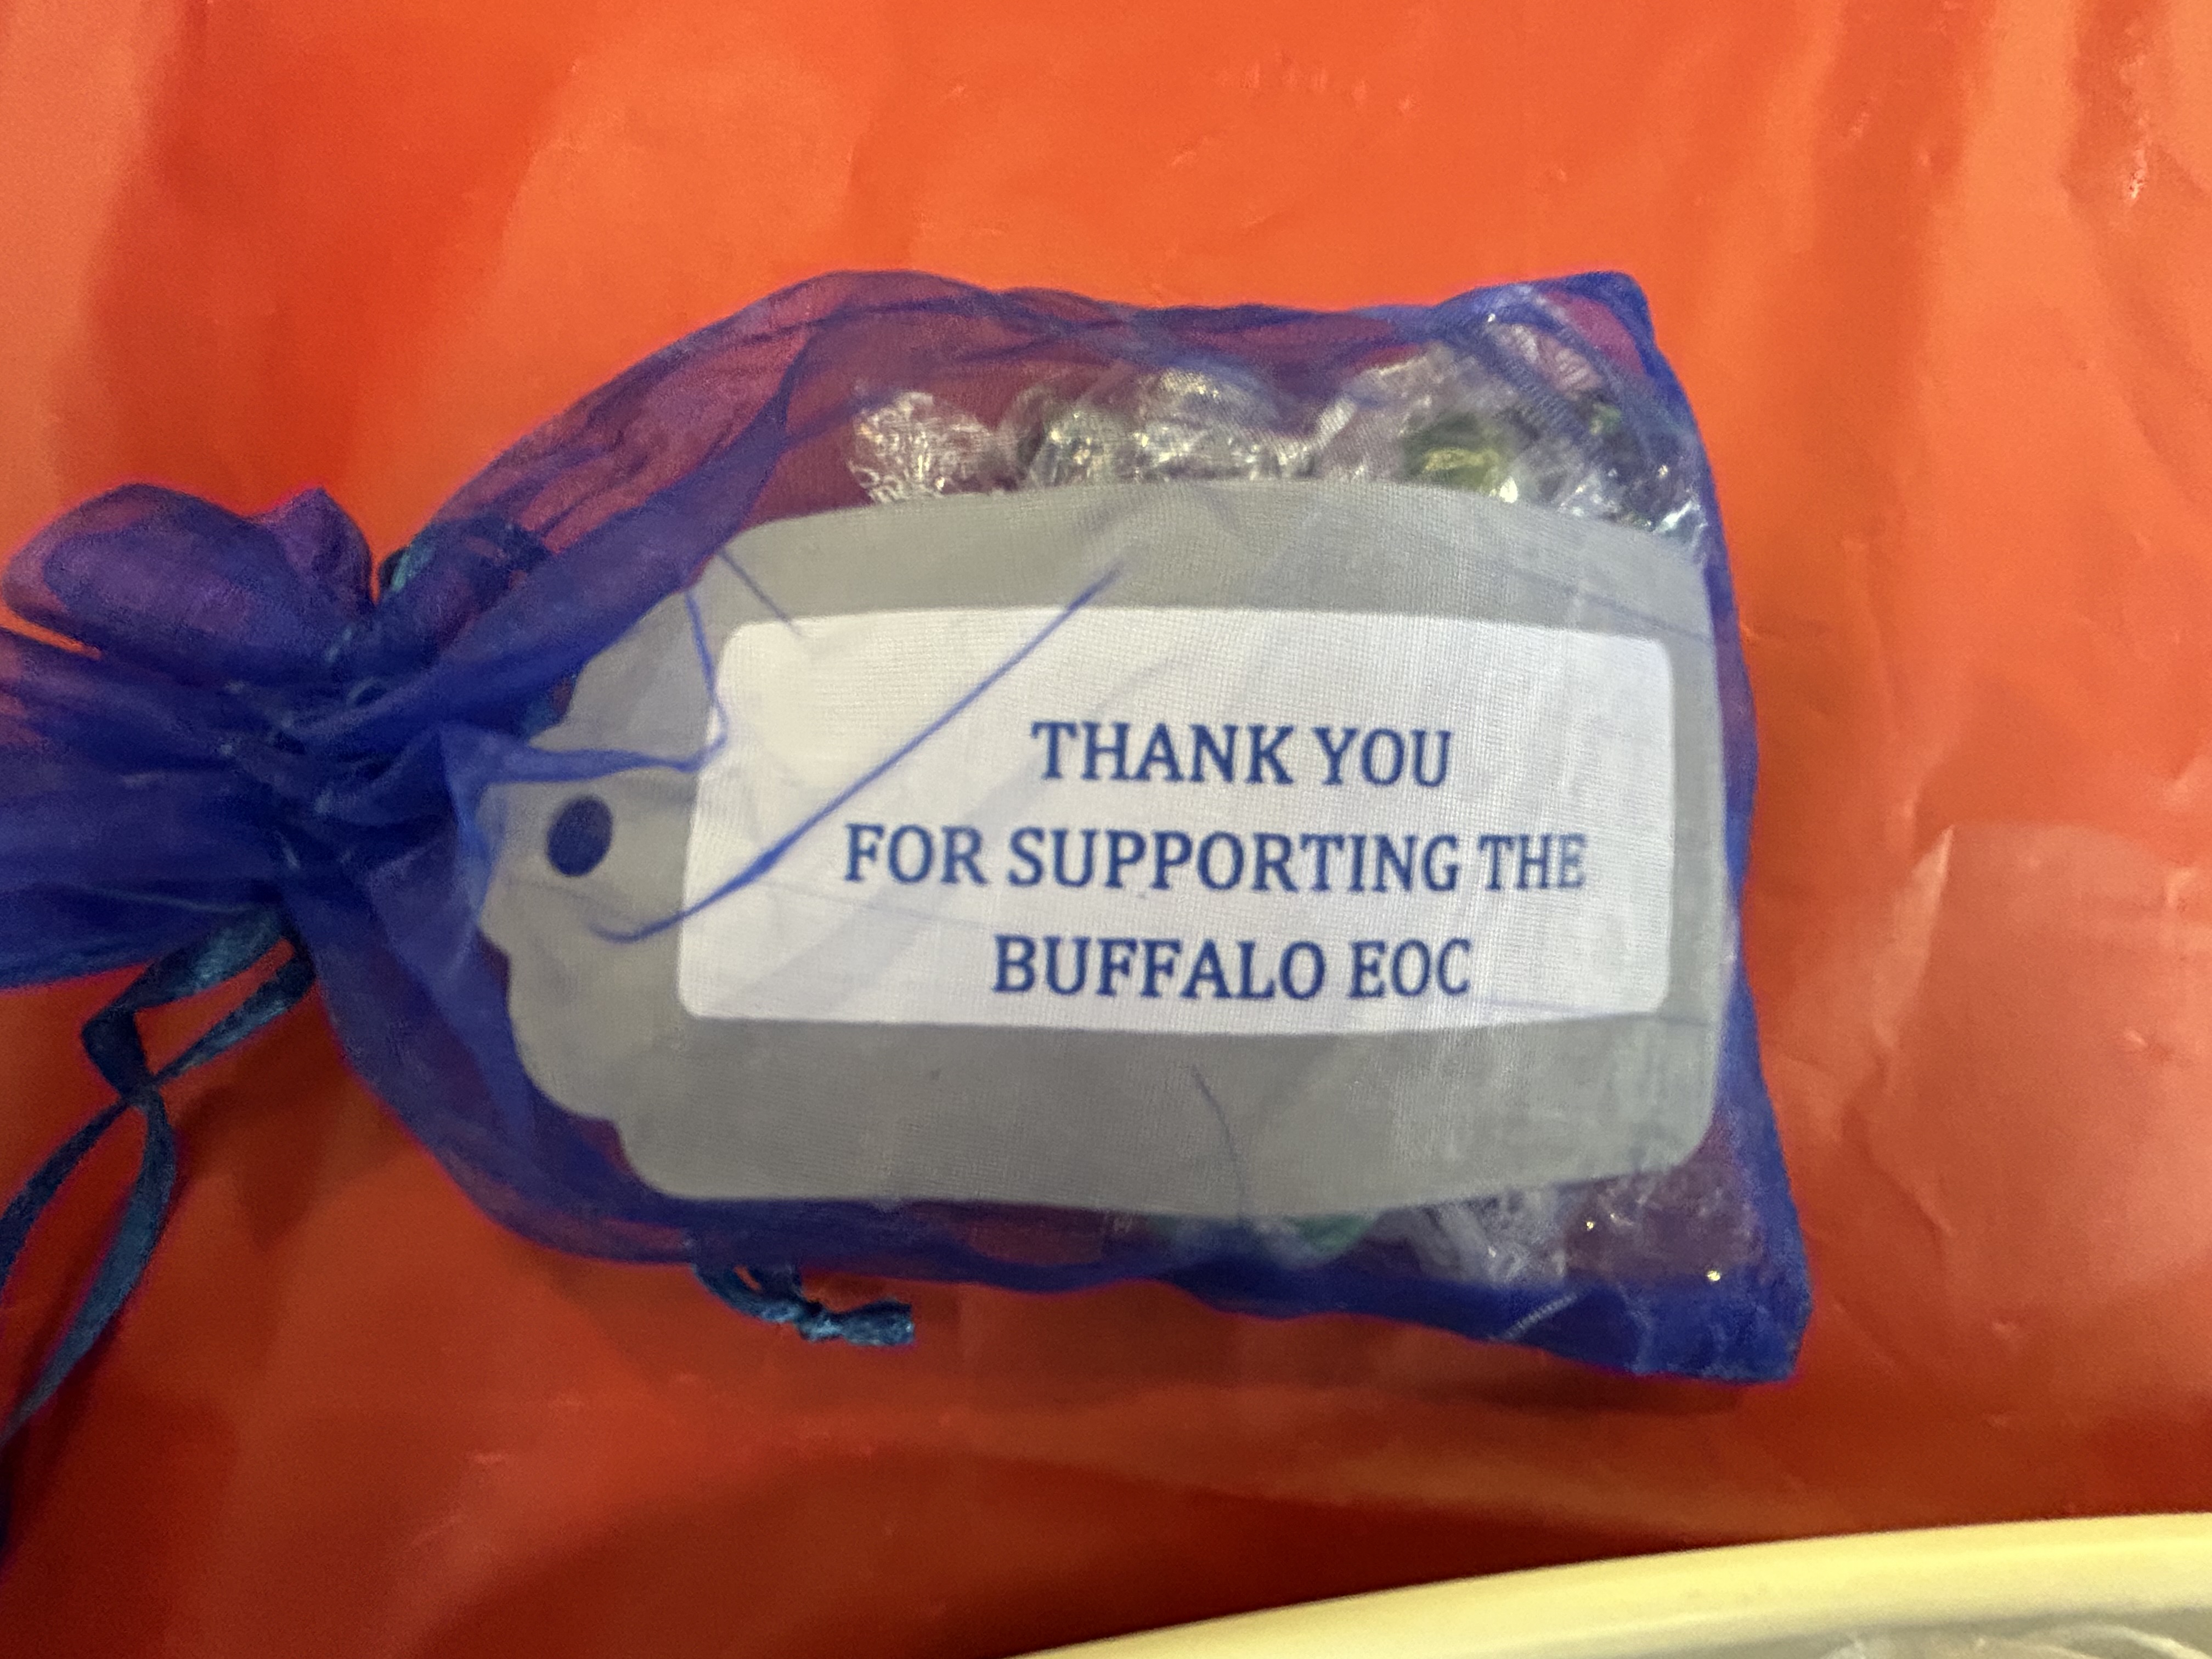 THANK YOU
FOR SUPPORTING THE
BUFFALO EOC